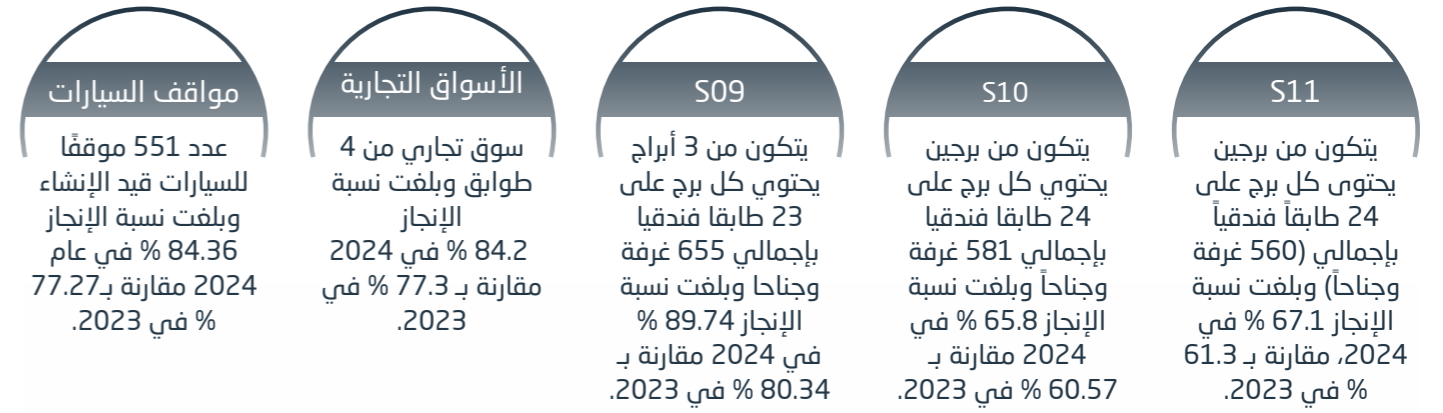 S11
يتكون من برجين
يحتوى كل برج على
24 طابقاً فندقياً
بإجمالي (560 غرفة
وجناحاً) وبلغت نسبة
الإنجاز 67.1 % في
2024، مقارنة بـ 61.3
% في 2023.
S10
يتكون من برجين
يحتوي كل برج على
24 طابقا فندقيا
بإجمالي 581 غرفة
وجناحاً وبلغت نسبة
الإنجاز 65.8 % في
2024 مقارنة بـ
60.57 % في 2023.
S09
يتكون من 3 أبراج
يحتوي كل برج على
23 طابقا فندقيا
بإجمالي 655 غرفة
وجناحا وبلغت نسبة
الإنجاز 89.74 %
في 2024 مقارنة بـ
80.34 % في 2023.
الأسواق التجارية
سوق تجاري من 4
طوابق وبلغت نسبة
الإنجاز
84.2 % في 2024
مقارنة بـ 77.3 % في
2023.
مواقف السيارات
عدد 551 موقفًا
للسيارات قيد الإنشاء
وبلغت نسبة الإنجاز
84.36 % في عام
2024 مقارنة بـ77.27
% في 2023.